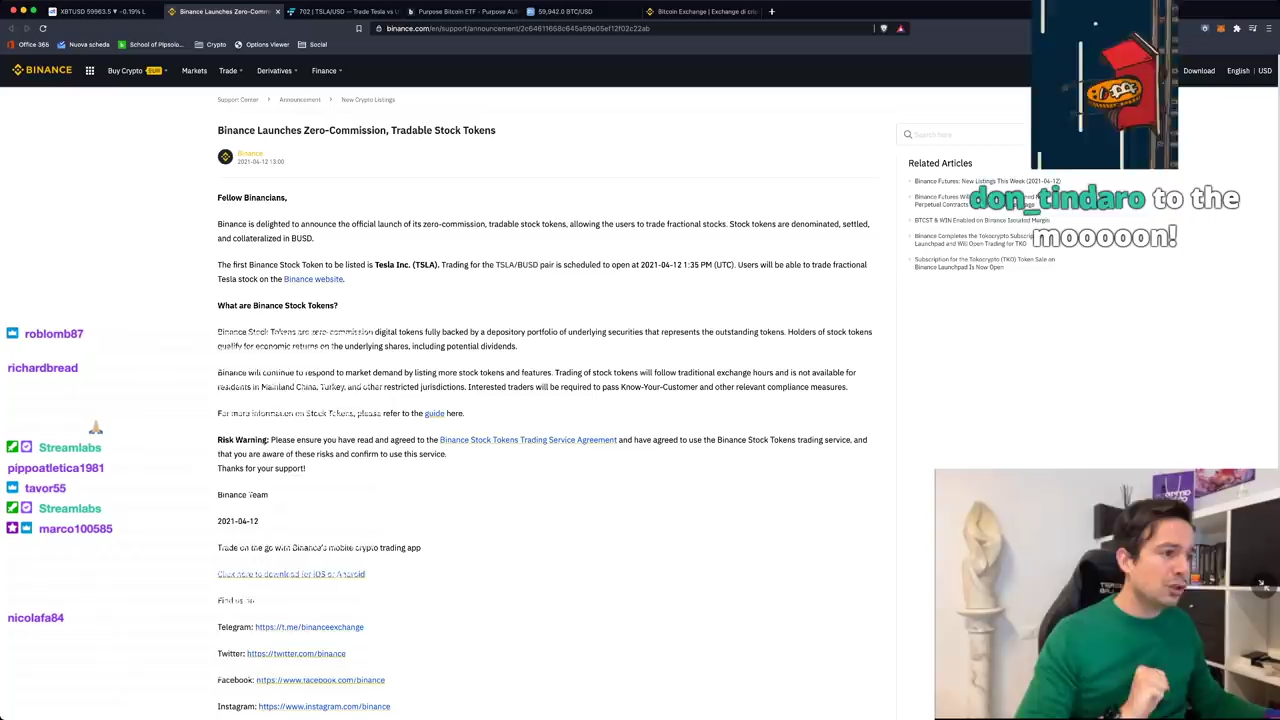 XBTUSD 59963.5 ▼ -0.19% L
Binance Launches Zero-Comm
702 | TSLA/USD — Trade Tesla vs U
Purpose Bitcoin ETF - Purpose
59,942.0 BTC/USD
Bitcoin Exchange | Exchange di cri
binance.com/en/support/announcement/
Office 365
Nuova scheda
School of Pipsolo...
Crypto
Options Viewer
Social
BINANCE
Buy Crypto EUR
Markets
Trade
Derivatives
Finance
Download
English | USD
Support Center > Announcement > New Crypto Listings
Binance Launches Zero-Commission, Tradable Stock Tokens
Binance
2021-04-12 13:00
Fellow Binancians,
Binance is delighted to announce the official launch of its zero-commission, tradable stock tokens, allowing the users to trade fractional stocks. Stock tokens are denominated, settled,
and collateralized in BUSD.
The first Binance Stock Token to be listed is Tesla Inc. (TSLA). Trading for the TSLA/BUSD pair is scheduled to open at 2021-04-12 1:35 PM (UTC). Users will be able to trade fractional
Tesla stock on the Binance website.
What are Binance Stock Tokens?
Binance Stock Tokens are zero-commission digital tokens fully backed by a depository portfolio of underlying securities that represents the outstanding tokens. Holders of stock tokens
qualify for economic returns on the underlying shares, including potential dividends.
Binance will continue to respond to market demand by listing more stock tokens and features. Trading of stock tokens will follow traditional exchange hours and is not available for
residents in Mainland China, Turkey, and other restricted jurisdictions. Interested traders will be required to pass Know-Your-Customer and other relevant compliance measures.
For more information on Stock Tokens, please refer to the guide here.
Risk Warning: Please ensure you have read and agreed to the Binance Stock Tokens Trading Service Agreement and have agreed to use the Binance Stock Tokens trading service, and
that you are aware of these risks and confirm to use this service.
Thanks for your support!
Binance Team
2021-04-12
Trade on the go with Binance's mobile crypto trading app
Click here to download for iOS or Android
Find us on
Telegram: https://t.me/binanceexchange
Twitter: https://twitter.com/binance
Facebook: https://www.facebook.com/binance
Instagram: https://www.instagram.com/binance
Search here
Related Articles
Binance Futures: New Listings This Week (2021-04-12)
Binance Futures Wi
Perpetual Contracts
BTCST & WIN Enabled on Binance Isolated Margin
Binance Completes the Tokocrypto Subscrip
Launchpad and Will Open Trading for TKO
Subscription for the Tokocrypto (TKO) Token Sale on
Binance Launchpad Is Now Open
don_tindaro to the
mooooon!
roblomb87
richardbread
Streamlabs
pippoatletica1981
tavor55
Streamlabs
marco100585
nicolafa84